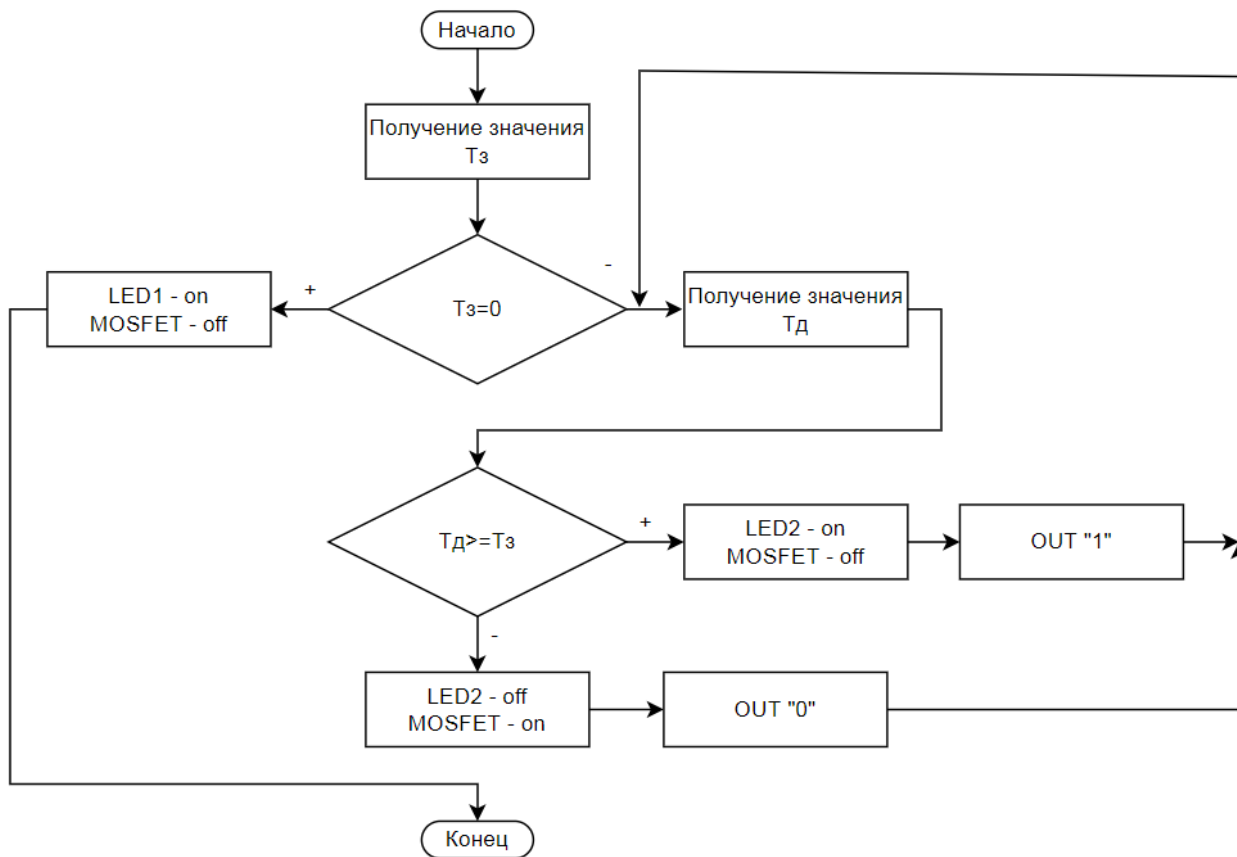 Начало
Получение значения
Тз
-
+
LED1 - on
MOSFET - off
Тз=0
Получение значения
Тд
+
Тд>=Тз
LED2 - on
MOSFET - off
OUT "1"
-
LED2 - off
MOSFET - on
OUT "0"
Конец